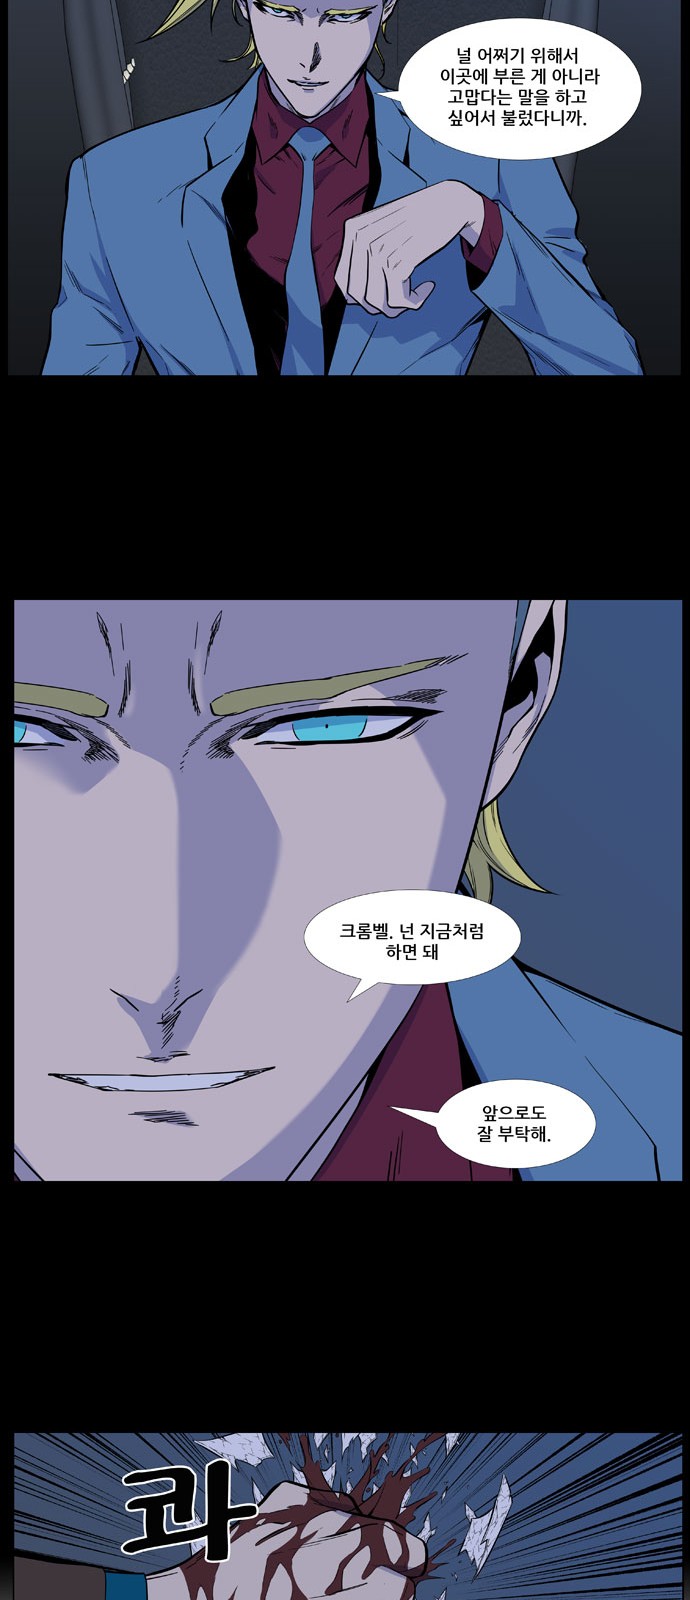 널 어쩌기 위해서
이곳에 부른 게 아니라
고맙다는 말을 하고
싶어서 불렀다니까.
크롬벨. 넌 지금처럼
하면 돼
앞으로도
잘 부탁해.
콰